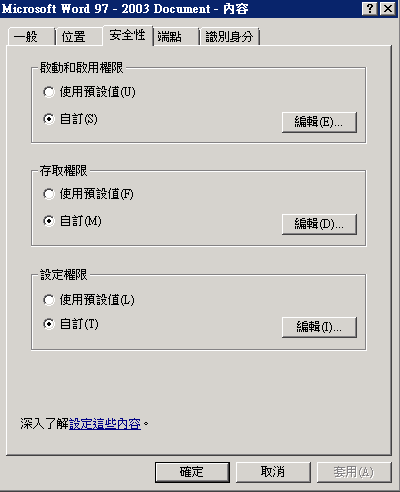 Microsoft Word 97 - 2003 Document - 內容
一般 位置 安全性 端點 識別身分
啟動和啟用權限
使用預設值(U)
自訂(S)
編輯(E)...
存取權限
使用預設值(F)
自訂(M)
編輯(D)...
設定權限
使用預設值(L)
自訂(T)
編輯(I)...
深入了解設定這些內容。
確定 取消 套用(A)